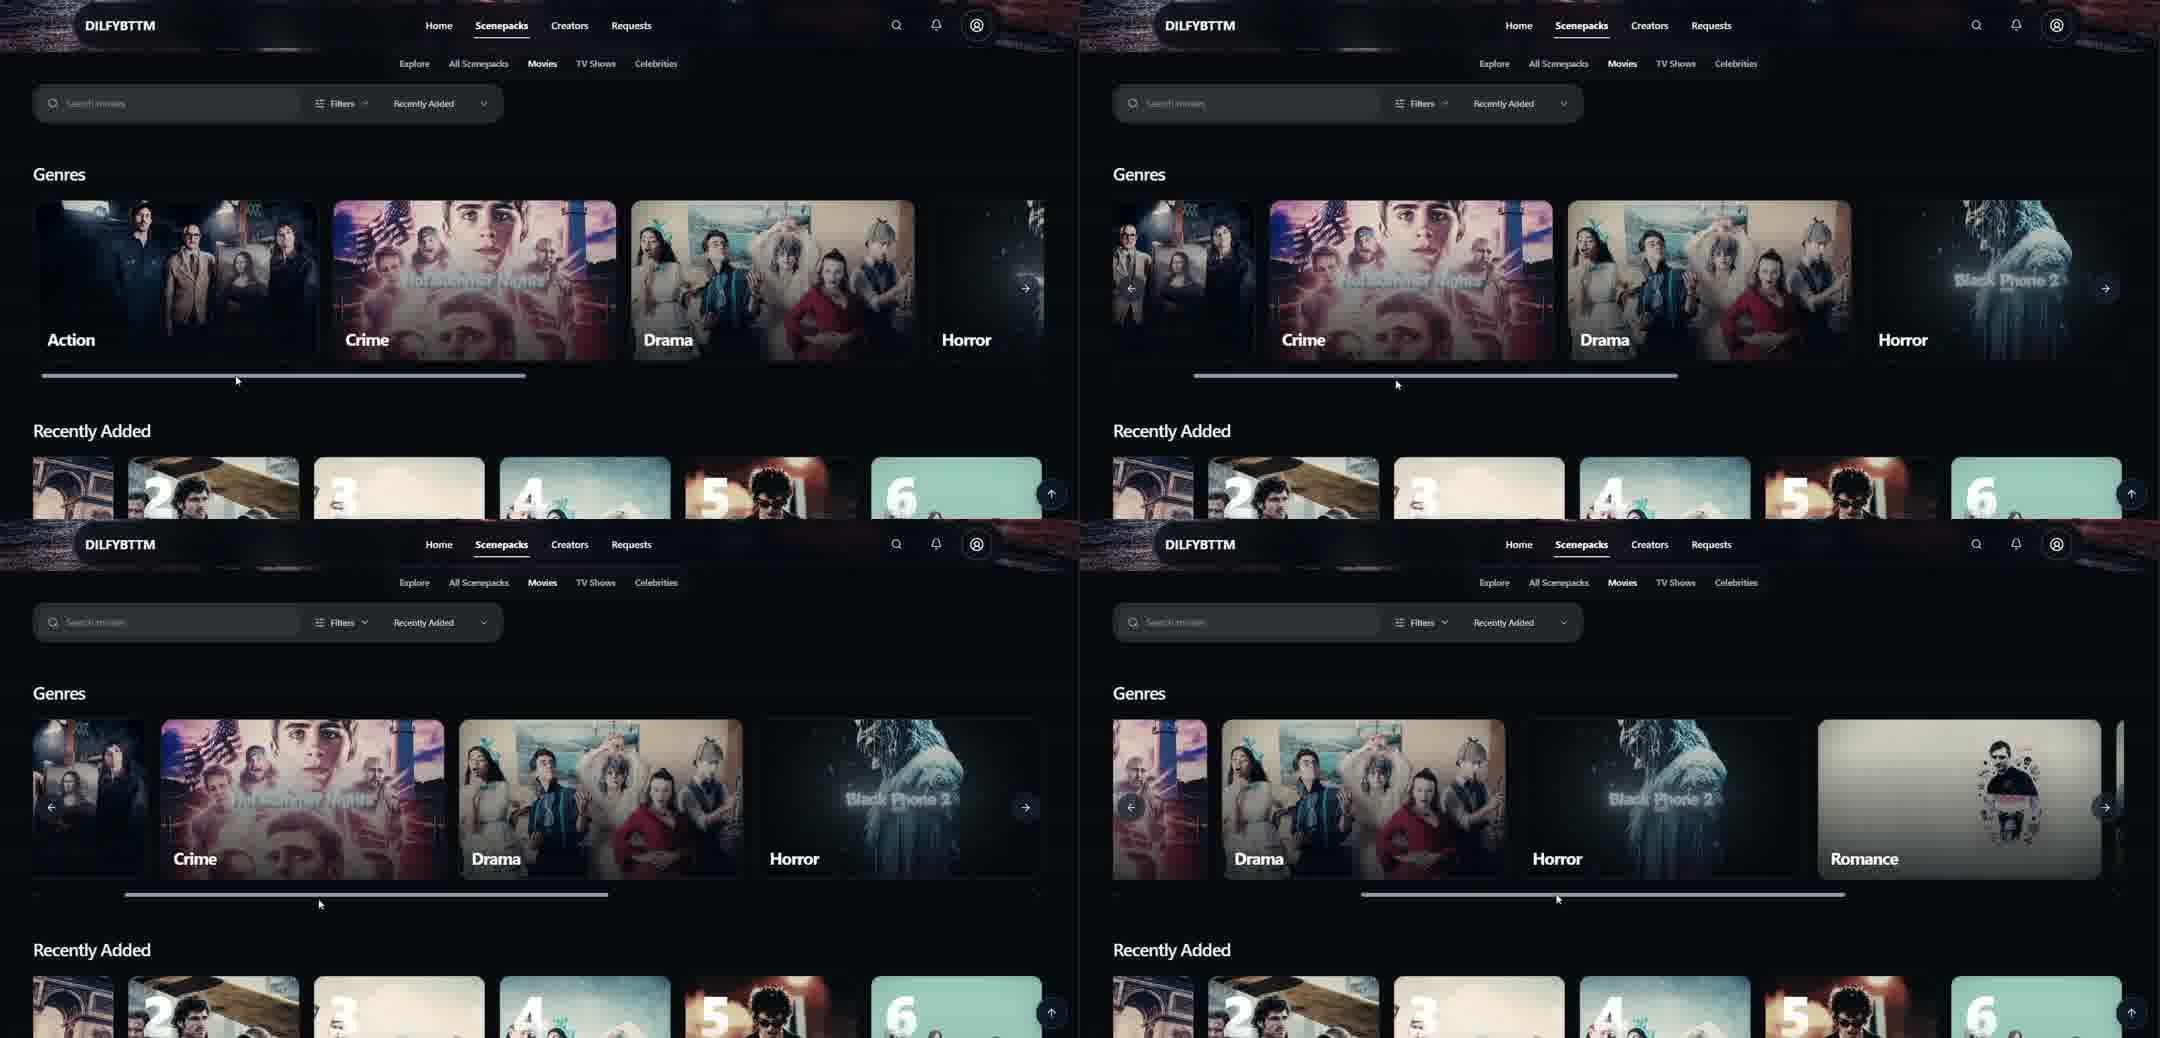 DILFYBTTM Home Scenepacks Creators Requests
Explore All Scenepacks Movies TV Shows Celebrities
Search movies Filters Recently Added
Genres
Action Crime Drama Horror
Recently Added
2 3 4 5 6
DILFYBTTM Home Scenepacks Creators Requests
Explore All Scenepacks Movies TV Shows Celebrities
Search movies Filters Recently Added
Genres
Black Phone 2
Crime Drama Horror
Recently Added
2 3 4 5 6
DILFYBTTM Home Scenepacks Creators Requests
Explore All Scenepacks Movies TV Shows Celebrities
Search movies Filters Recently Added
Genres
Black Phone 2
Crime Drama Horror
Recently Added
2 3 4 5 6
DILFYBTTM Home Scenepacks Creators Requests
Explore All Scenepacks Movies TV Shows Celebrities
Search movies Filters Recently Added
Genres
Black Phone 2
Drama Horror Romance
Recently Added
2 3 4 5 6